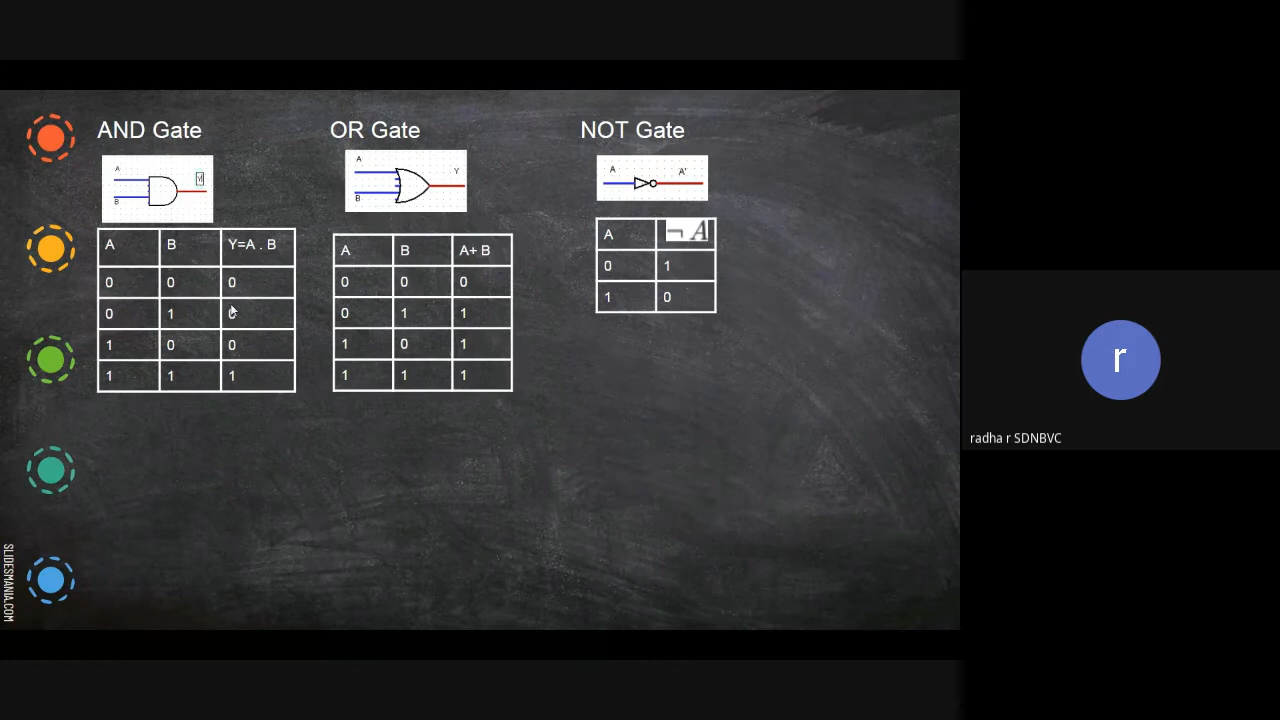 AND Gate
A
B
Y
A B Y=A . B
0 0 0
0 1 0
1 0 0
1 1 1
OR Gate
A
B
Y
A B A+ B
0 0 0
0 1 1
1 0 1
1 1 1
NOT Gate
A A'
A ¬ A
0 1
1 0
SLIDESMANIA.COM
r
radha r SDNBVC